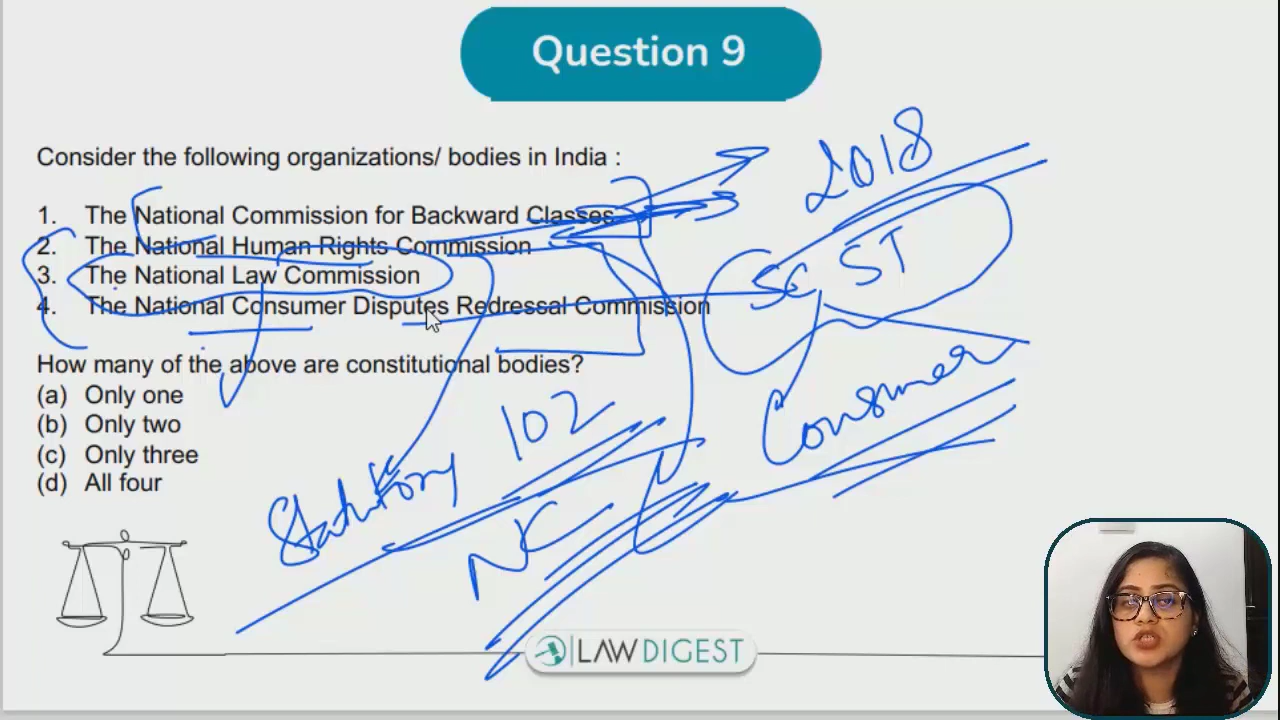 Question 9
Consider the following organizations/ bodies in India :
1. The National Commission for Backward Classes
2. The National Human Rights Commission
3. The National Law Commission
4. The National Consumer Disputes Redressal Commission
How many of the above are constitutional bodies?
(a) Only one
(b) Only two
(c) Only three
(d) All four
2018
SC ST
Consumer
102
Statutory
NC
LAW DIGEST